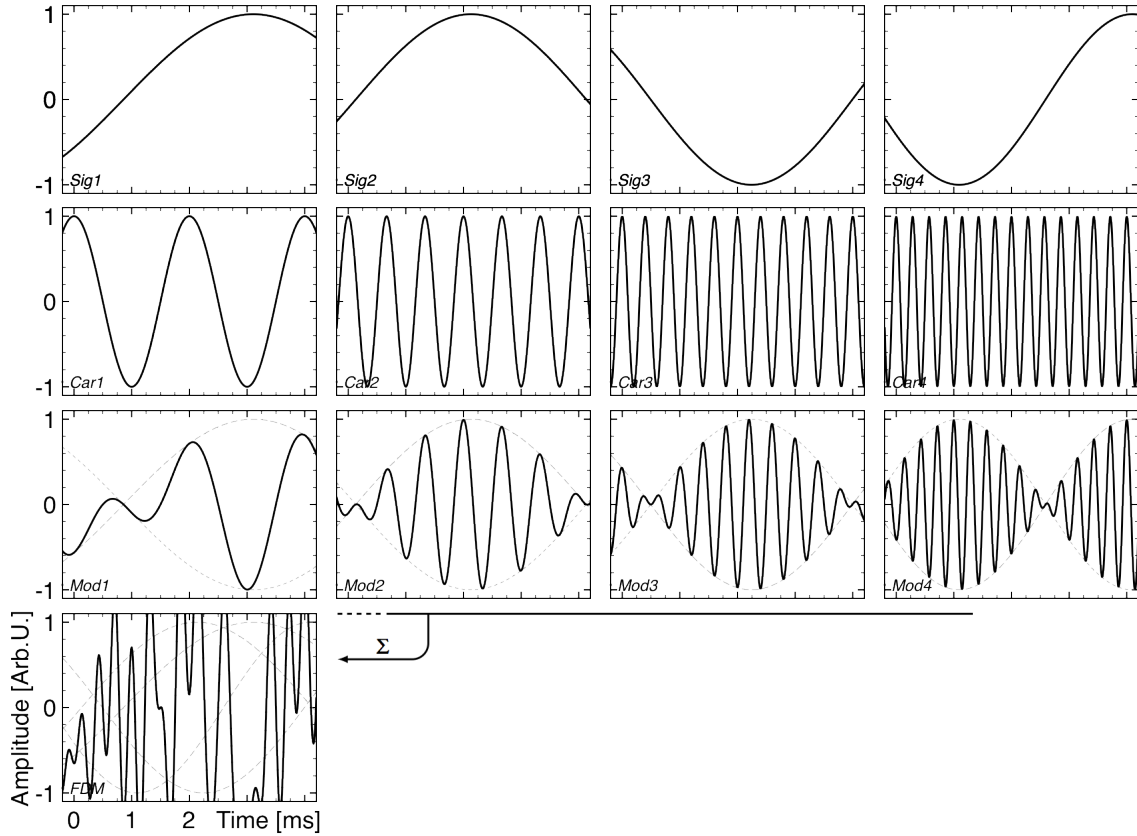 1
0
-1
Sig1
Sig2
Sig3
Sig4
1
0
-1
Car1
Car2
Car3
Car4
1
0
-1
Mod1
Mod2
Mod3
Mod4
Amplitude [Arb.U.]
1
0
-1
FDM
Σ
0 1 2 Time [ms]